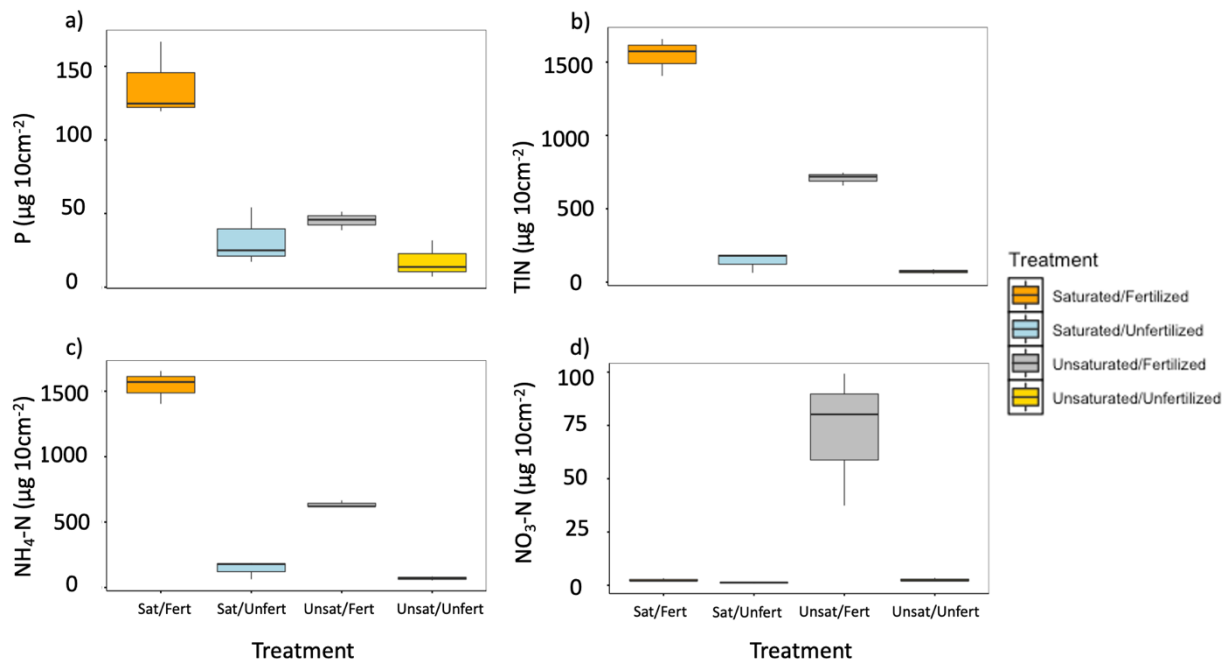 a)
P (µg 10cm⁻²)
150
100
50
0
b)
TIN (µg 10cm⁻²)
1500
1000
500
0
c)
NH₄-N (µg 10cm⁻²)
1500
1000
500
0
Sat/Fert Sat/Unfert Unsat/Fert Unsat/Unfert
Treatment
d)
NO₃-N (µg 10cm⁻²)
100
75
50
25
0
Sat/Fert Sat/Unfert Unsat/Fert Unsat/Unfert
Treatment
Treatment
Saturated/Fertilized
Saturated/Unfertilized
Unsaturated/Fertilized
Unsaturated/Unfertilized